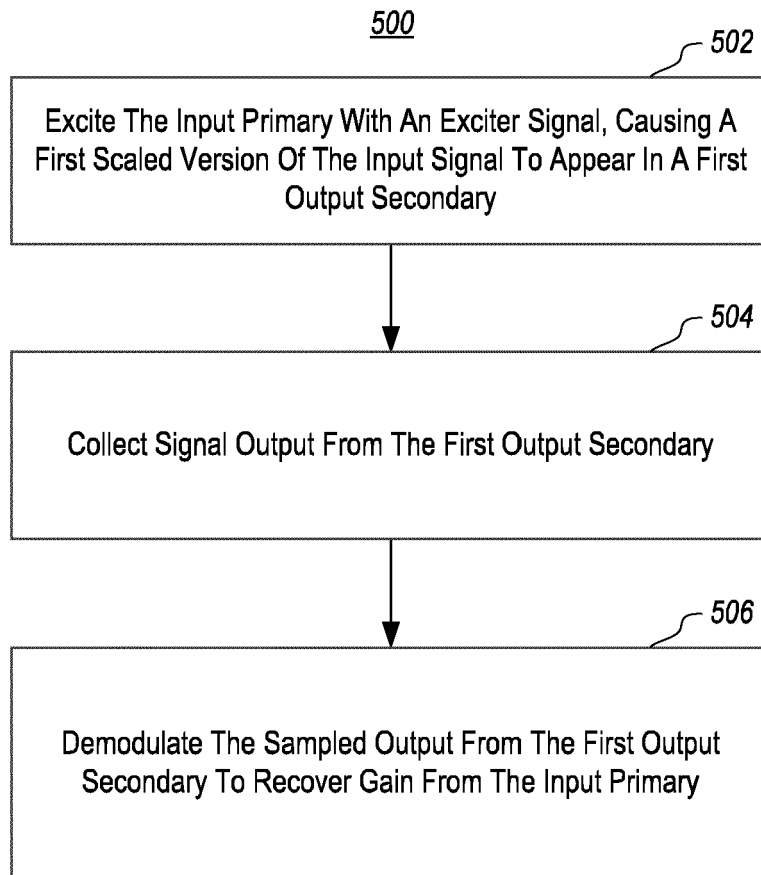 500
502
Excite The Input Primary With An Exciter Signal, Causing A
First Scaled Version Of The Input Signal To Appear In A First
Output Secondary
504
Collect Signal Output From The First Output Secondary
506
Demodulate The Sampled Output From The First Output
Secondary To Recover Gain From The Input Primary